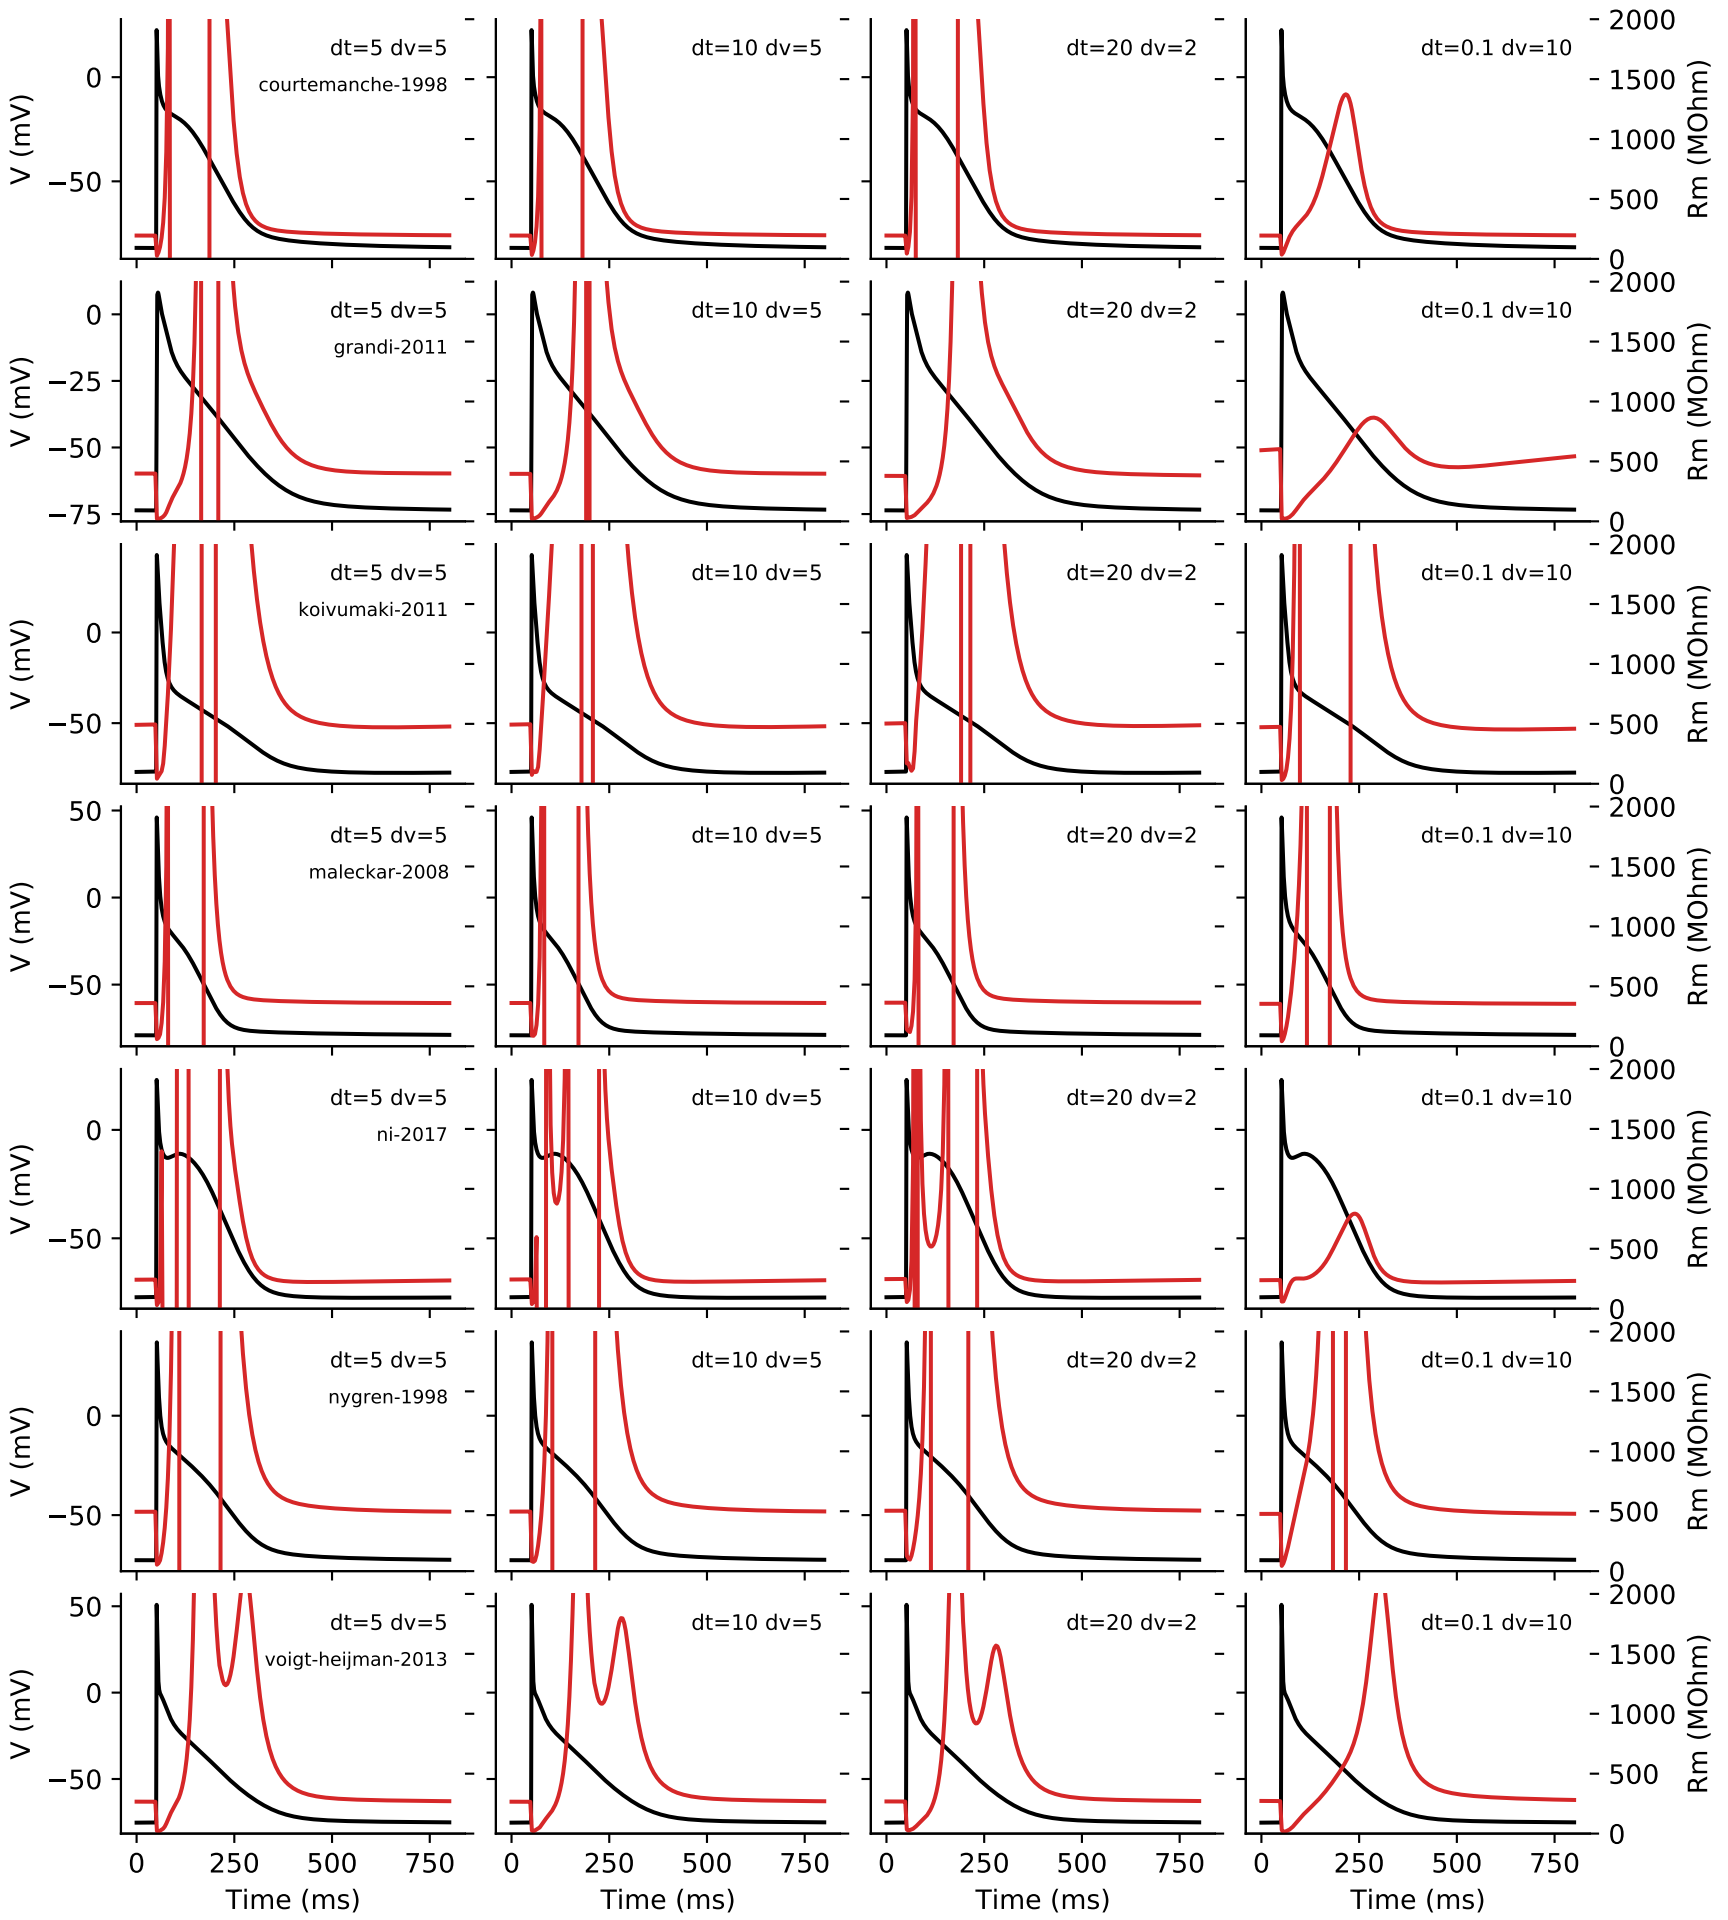 dt=5 dv=5 dt=10 dv=5 dt=20 dv=2 dt=0.1 dv=10
courtemanche-1998
V (mV)
0
−50
2000
1500
1000
500
0
Rm (MOhm)
dt=5 dv=5 dt=10 dv=5 dt=20 dv=2 dt=0.1 dv=10
grandi-2011
V (mV)
0
−25
−50
−75
2000
1500
1000
500
0
Rm (MOhm)
dt=5 dv=5 dt=10 dv=5 dt=20 dv=2 dt=0.1 dv=10
koivumaki-2011
V (mV)
0
−50
2000
1500
1000
500
0
Rm (MOhm)
dt=5 dv=5 dt=10 dv=5 dt=20 dv=2 dt=0.1 dv=10
maleckar-2008
V (mV)
50
0
−50
2000
1500
1000
500
0
Rm (MOhm)
dt=5 dv=5 dt=10 dv=5 dt=20 dv=2 dt=0.1 dv=10
ni-2017
V (mV)
0
−50
2000
1500
1000
500
0
Rm (MOhm)
dt=5 dv=5 dt=10 dv=5 dt=20 dv=2 dt=0.1 dv=10
nygren-1998
V (mV)
0
−50
2000
1500
1000
500
0
Rm (MOhm)
dt=5 dv=5 dt=10 dv=5 dt=20 dv=2 dt=0.1 dv=10
voigt-heijman-2013
V (mV)
50
0
−50
2000
1500
1000
500
0
Rm (MOhm)
0 250 500 750 0 250 500 750 0 250 500 750 0 250 500 750
Time (ms) Time (ms) Time (ms) Time (ms)